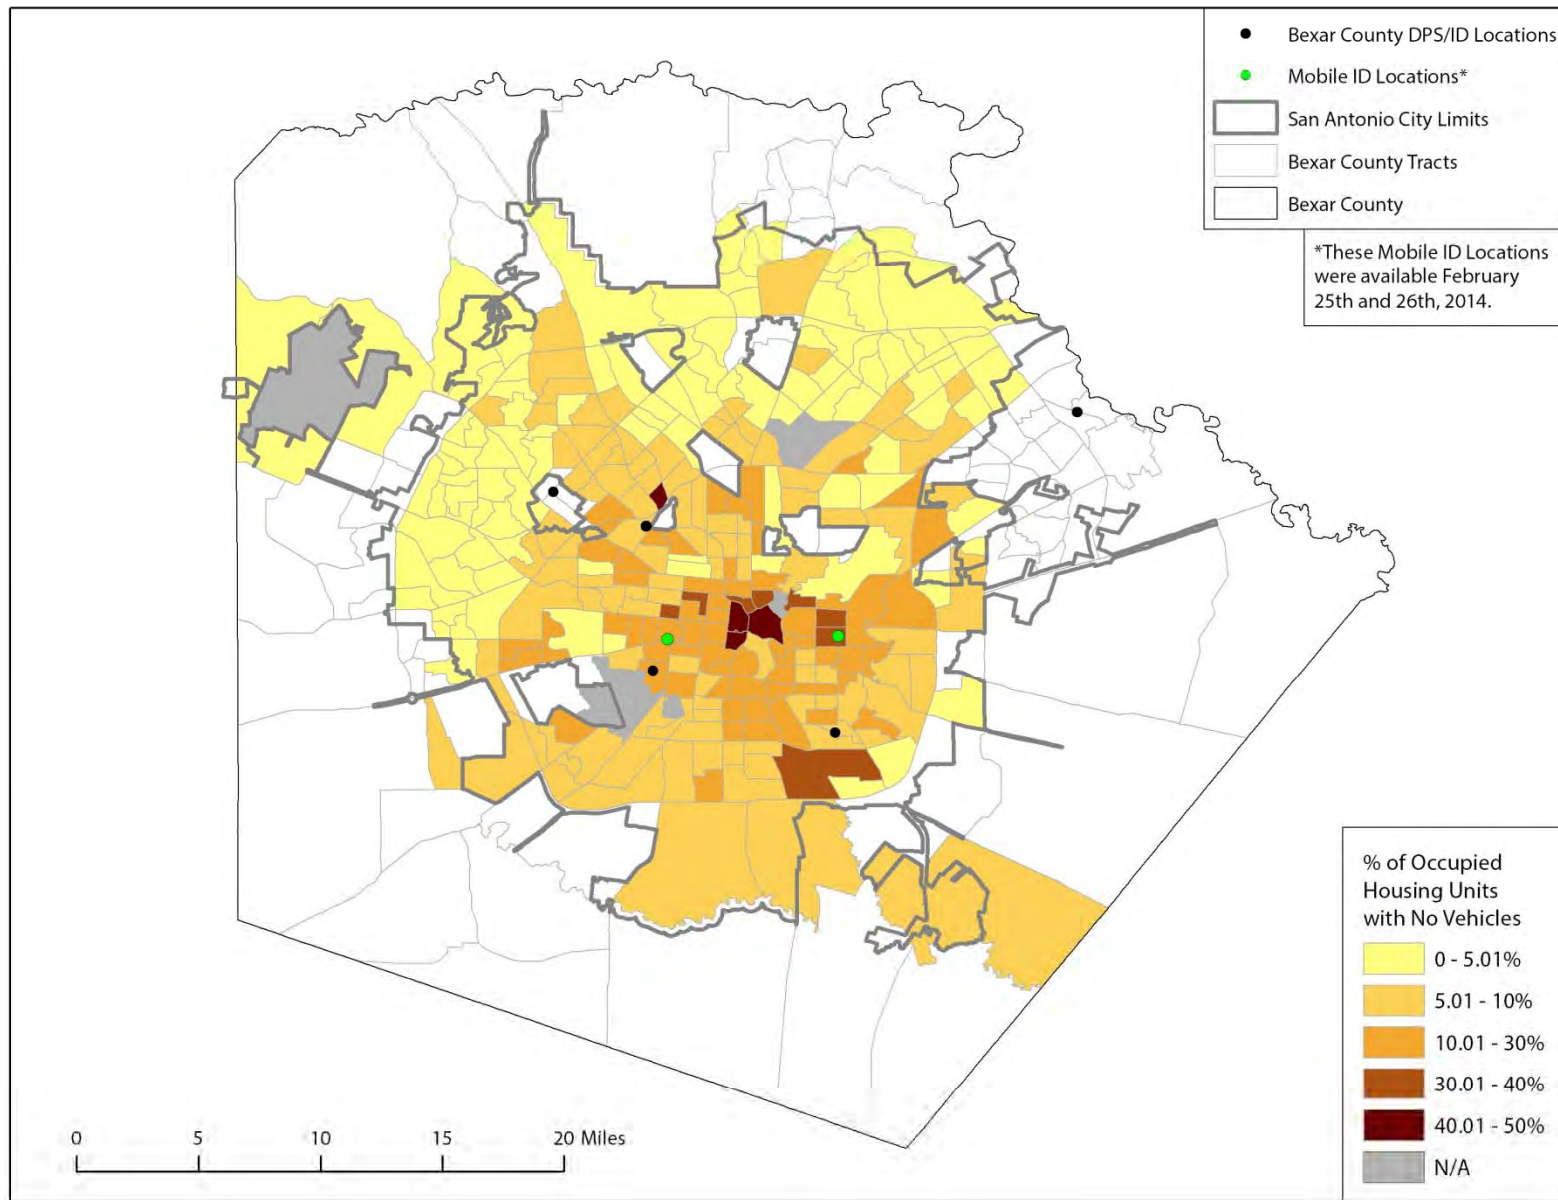 Bexar County DPS/ID Locations
Mobile ID Locations*
San Antonio City Limits
Bexar County Tracts
Bexar County
*These Mobile ID Locations
were available February
25th and 26th, 2014.
% of Occupied
Housing Units
with No Vehicles
0 - 5.01%
5.01 - 10%
10.01 - 30%
30.01 - 40%
40.01 - 50%
N/A
0 5 10 15 20 Miles